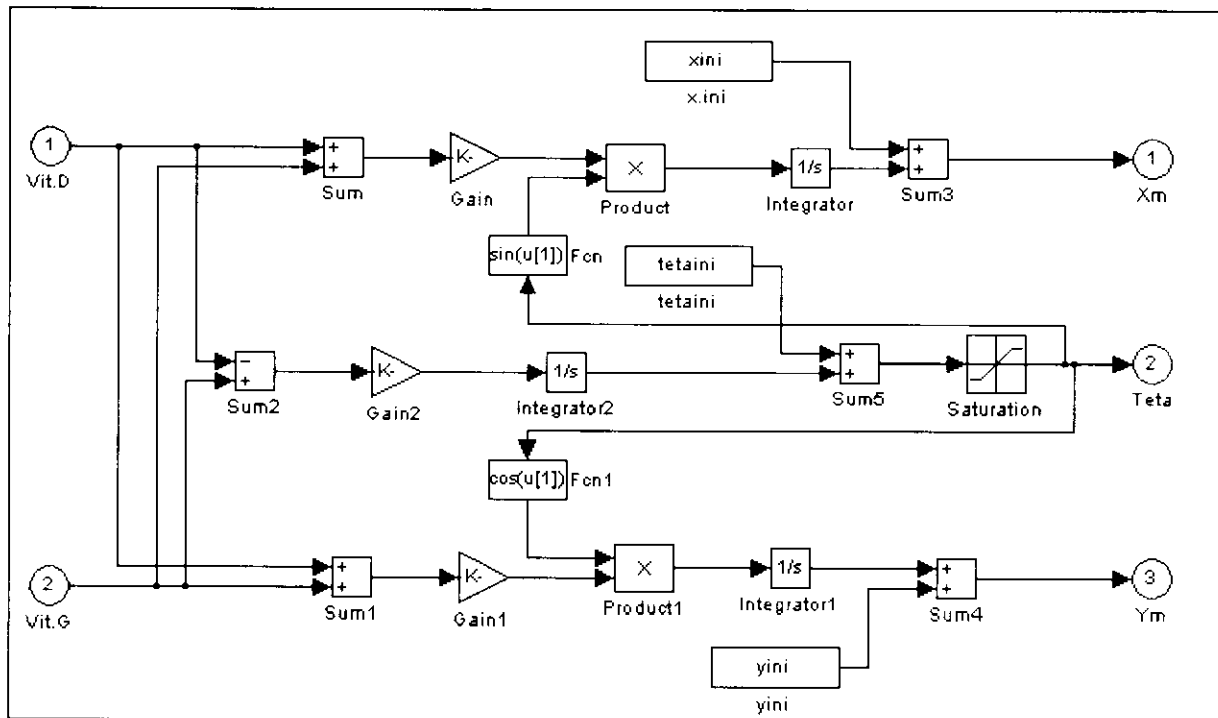 xini
x.ini
1
Vit.D
+
+
Sum
K-
Gain
×
Product
1/s
Integrator
+
+
Sum3
1
Xm
sin(u[1])
Fcn
tetaini
tetaini
−
+
Sum2
K-
Gain2
1/s
Integrator2
+
+
Sum5
Saturation
2
Teta
cos(u[1])
Fcn1
2
Vit.G
+
+
Sum1
K-
Gain1
×
Product1
1/s
Integrator1
+
+
Sum4
3
Ym
yini
yini